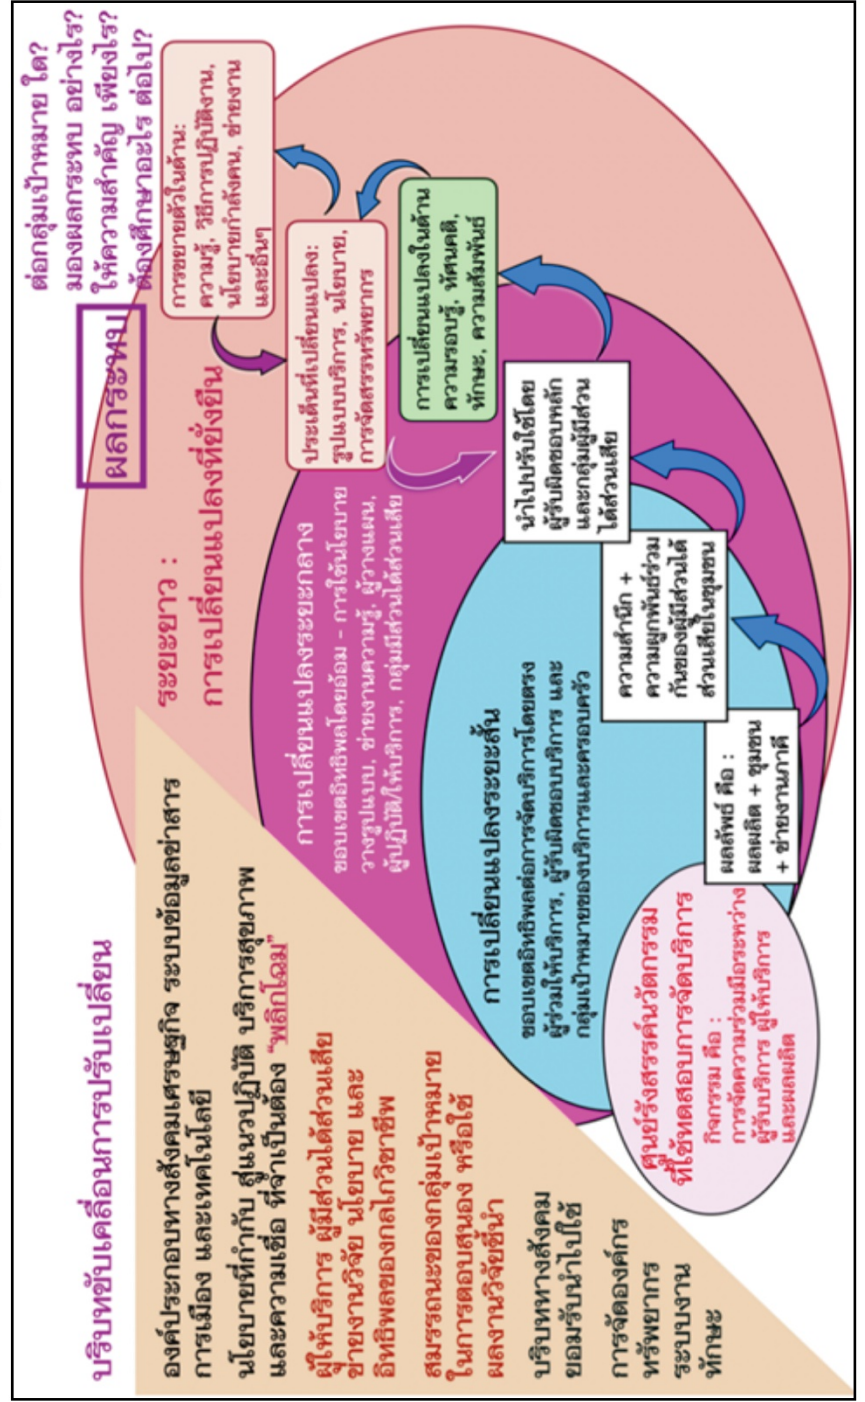 บริบทขับเคลื่อนการปรับเปลี่ยน
องค์ประกอบทางสังคมเศรษฐกิจ ระบบข้อมูลข่าสาร
การเมือง และเทคโนโลยี
นโยบายที่กำกับ สู่แนวปฏิบัติ บริการสุขภาพ
และความเชื่อ ที่จำเป็นต้อง "พลิกโฉม"
ผู้ให้บริการ ผู้มีส่วนได้ส่วนเสีย
ข่ายงานวิจัย นโยบาย และ
อิทธิพลของกลไกวิชาชีพ
สมรรถนะของกลุ่มเป้าหมาย
ในการตอบสนอง หรือใช้
ผลงานวิจัยชี้นำ
บริบททางสังคม
ยอมรับนำไปใช้
การจัดองค์กร
ทรัพยากร
ระบบงาน
ทักษะ
ศูนย์รังสรรค์นวัตกรรม
ที่ใช้ทดสอบการจัดบริการ
กิจกรรม คือ :
การจัดความร่วมมือระหว่าง
ผู้รับบริการ ผู้ให้บริการ
และผลผลิต
ผลลัพธ์ คือ :
ผลผลิต + ชุมชน
+ ข่ายงานภาคี
การเปลี่ยนแปลงระยะสั้น
ขอบเขตอิทธิพลต่อการจัดบริการโดยตรง
ผู้ร่วมให้บริการ, ผู้รับผิดชอบบริการ และ
กลุ่มเป้าหมายของบริการและครอบครัว
ความสำนึก +
ความผูกพันธ์ร่วม
กันของผู้มีส่วนได้
ส่วนเสียในชุมชน
นำไปปรับใช้โดย
ผู้รับผิดชอบหลัก
และกลุ่มผู้มีส่วน
ได้ส่วนเสีย
การเปลี่ยนแปลงระยะกลาง
ขอบเขตอิทธิพลโดยอ้อม – การใช้นโยบาย
วางรูปแบบ, ข่ายงานความรู้, ผู้วางแผน,
ผู้ปฏิบัติ/ให้บริการ, กลุ่มมีส่วนได้ส่วนเสีย
การเปลี่ยนแปลงในด้าน
ความรอบรู้, ทัศนคติ,
ทักษะ, ความสัมพันธ์
ประเด็นที่เปลี่ยนแปลง:
รูปแบบบริการ, นโยบาย,
การจัดสรรทรัพยากร
ระยะยาว :
การเปลี่ยนแปลงที่ยั่งยืน
การขยายตัวในด้าน:
ความรู้, วิธีการปฏิบัติงาน,
นโยบายกำลังคน, ข่ายงาน
และอื่นๆ
ผลกระทบ
ต่อกลุ่มเป้าหมาย ใด?
มองผลกระทบ อย่างไร?
ให้ความสำคัญ เพียงไร?
ต้องศึกษาอะไร ต่อไป?